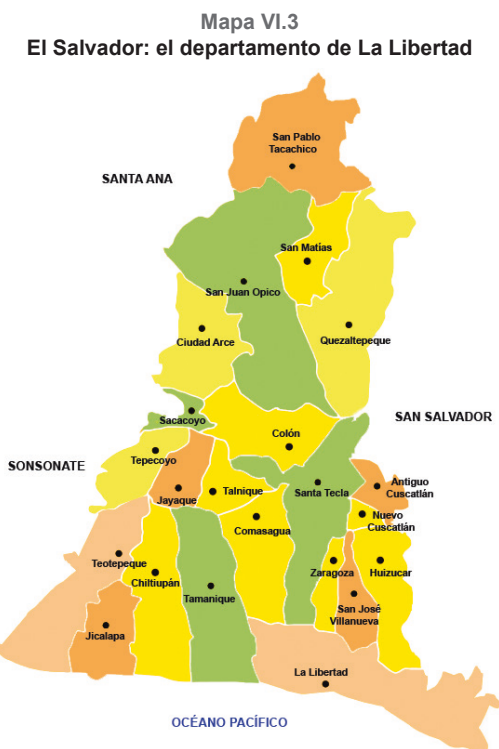 Mapa VI.3
El Salvador: el departamento de La Libertad
San Pablo
Tacachico
SANTA ANA
San Matías
San Juan Opico
Ciudad Arce
Quezaltepeque
Sacacoyo
SAN SALVADOR
Colón
SONSONATE
Tepecoyo
Jayaque
Talnique
Santa Tecla
Antiguo
Cuscatlán
Nuevo
Cuscatlán
Comasagua
Teotepeque
Chiltiupán
Tamanique
Zaragoza
Huizucar
San José
Villanueva
Jicalapa
La Libertad
OCÉANO PACÍFICO